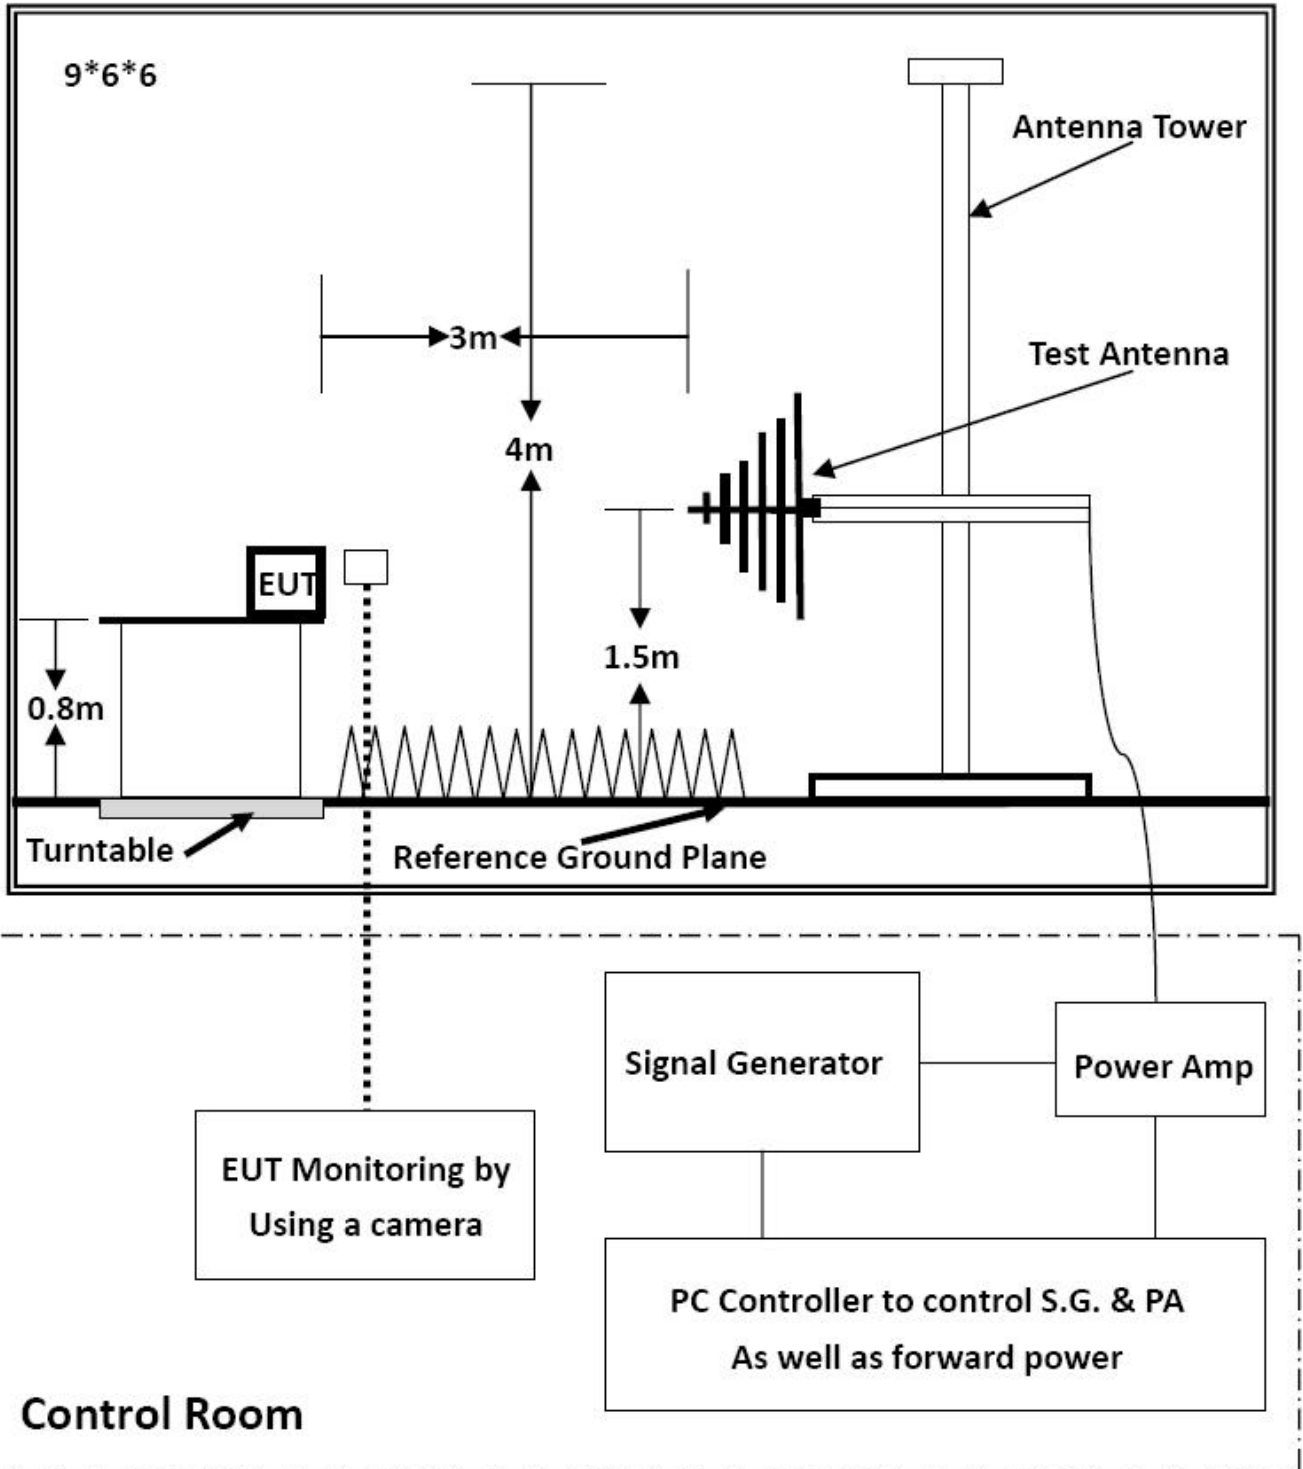 9*6*6
Antenna Tower
3m
Test Antenna
4m
EUT
1.5m
0.8m
Turntable
Reference Ground Plane
Signal Generator
Power Amp
EUT Monitoring by
Using a camera
PC Controller to control S.G. & PA
As well as forward power
Control Room